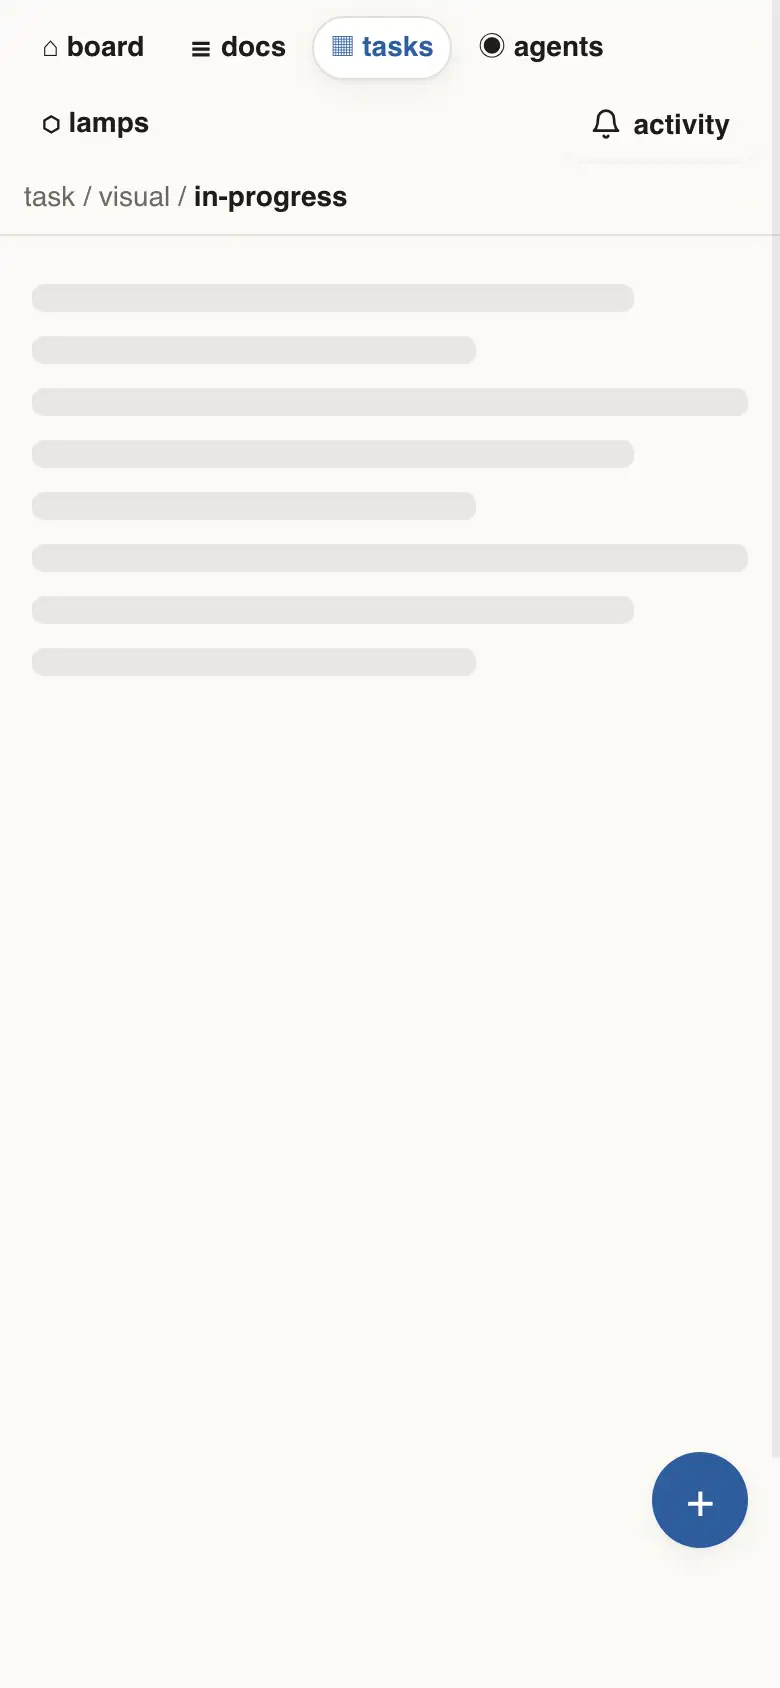 board docs tasks agents
lamps activity
task / visual / in-progress
+